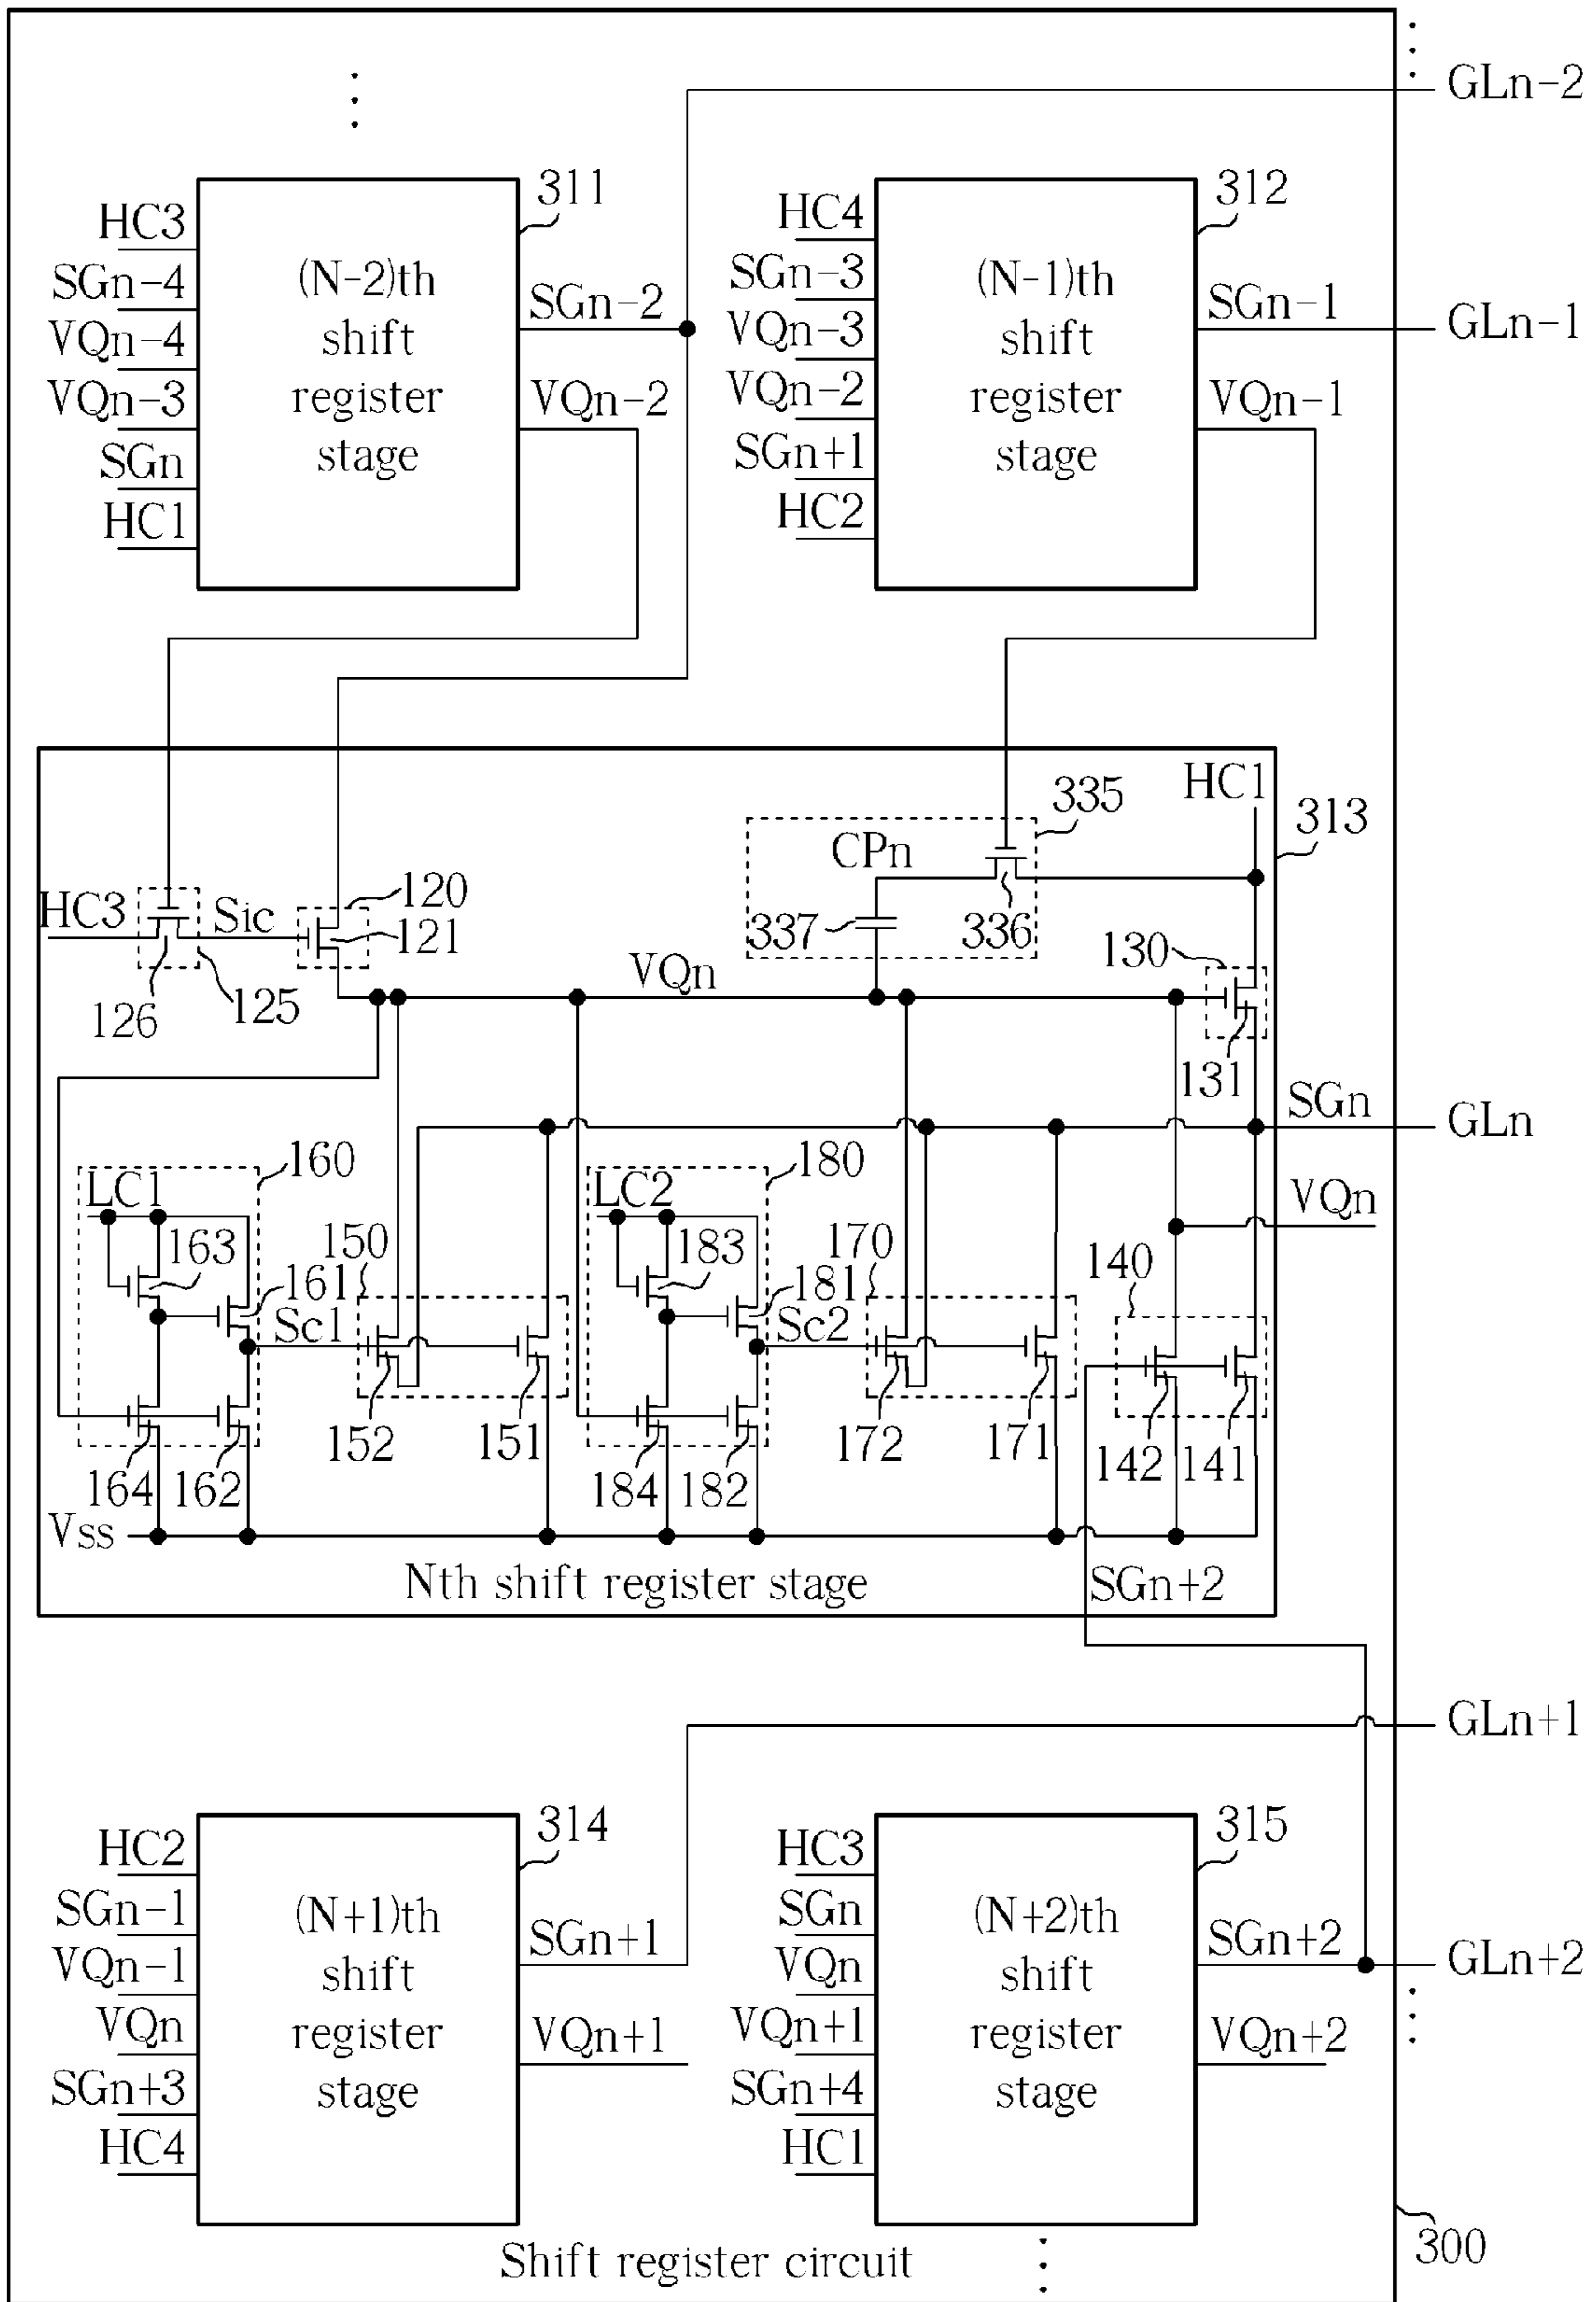 GLn-2
311
HC3
SGn-4
VQn-4
VQn-3
SGn
HC1
(N-2)th
shift
register
stage
SGn-2
VQn-2
312
HC4
SGn-3
VQn-3
VQn-2
SGn+1
HC2
(N-1)th
shift
register
stage
SGn-1
VQn-1
GLn-1
HC1
335
313
CPn
120
HC3
Sic
121
337
336
130
VQn
126
125
131
SGn
GLn
160
180
LC1
LC2
VQn
163
150
183
170
140
161
181
Sc1
Sc2
152
151
172
171
142
141
164
162
184
182
Vss
Nth shift register stage
SGn+2
GLn+1
314
HC2
SGn-1
VQn-1
VQn
SGn+3
HC4
(N+1)th
shift
register
stage
SGn+1
VQn+1
315
HC3
SGn
VQn
VQn+1
SGn+4
HC1
(N+2)th
shift
register
stage
SGn+2
VQn+2
GLn+2
Shift register circuit
300